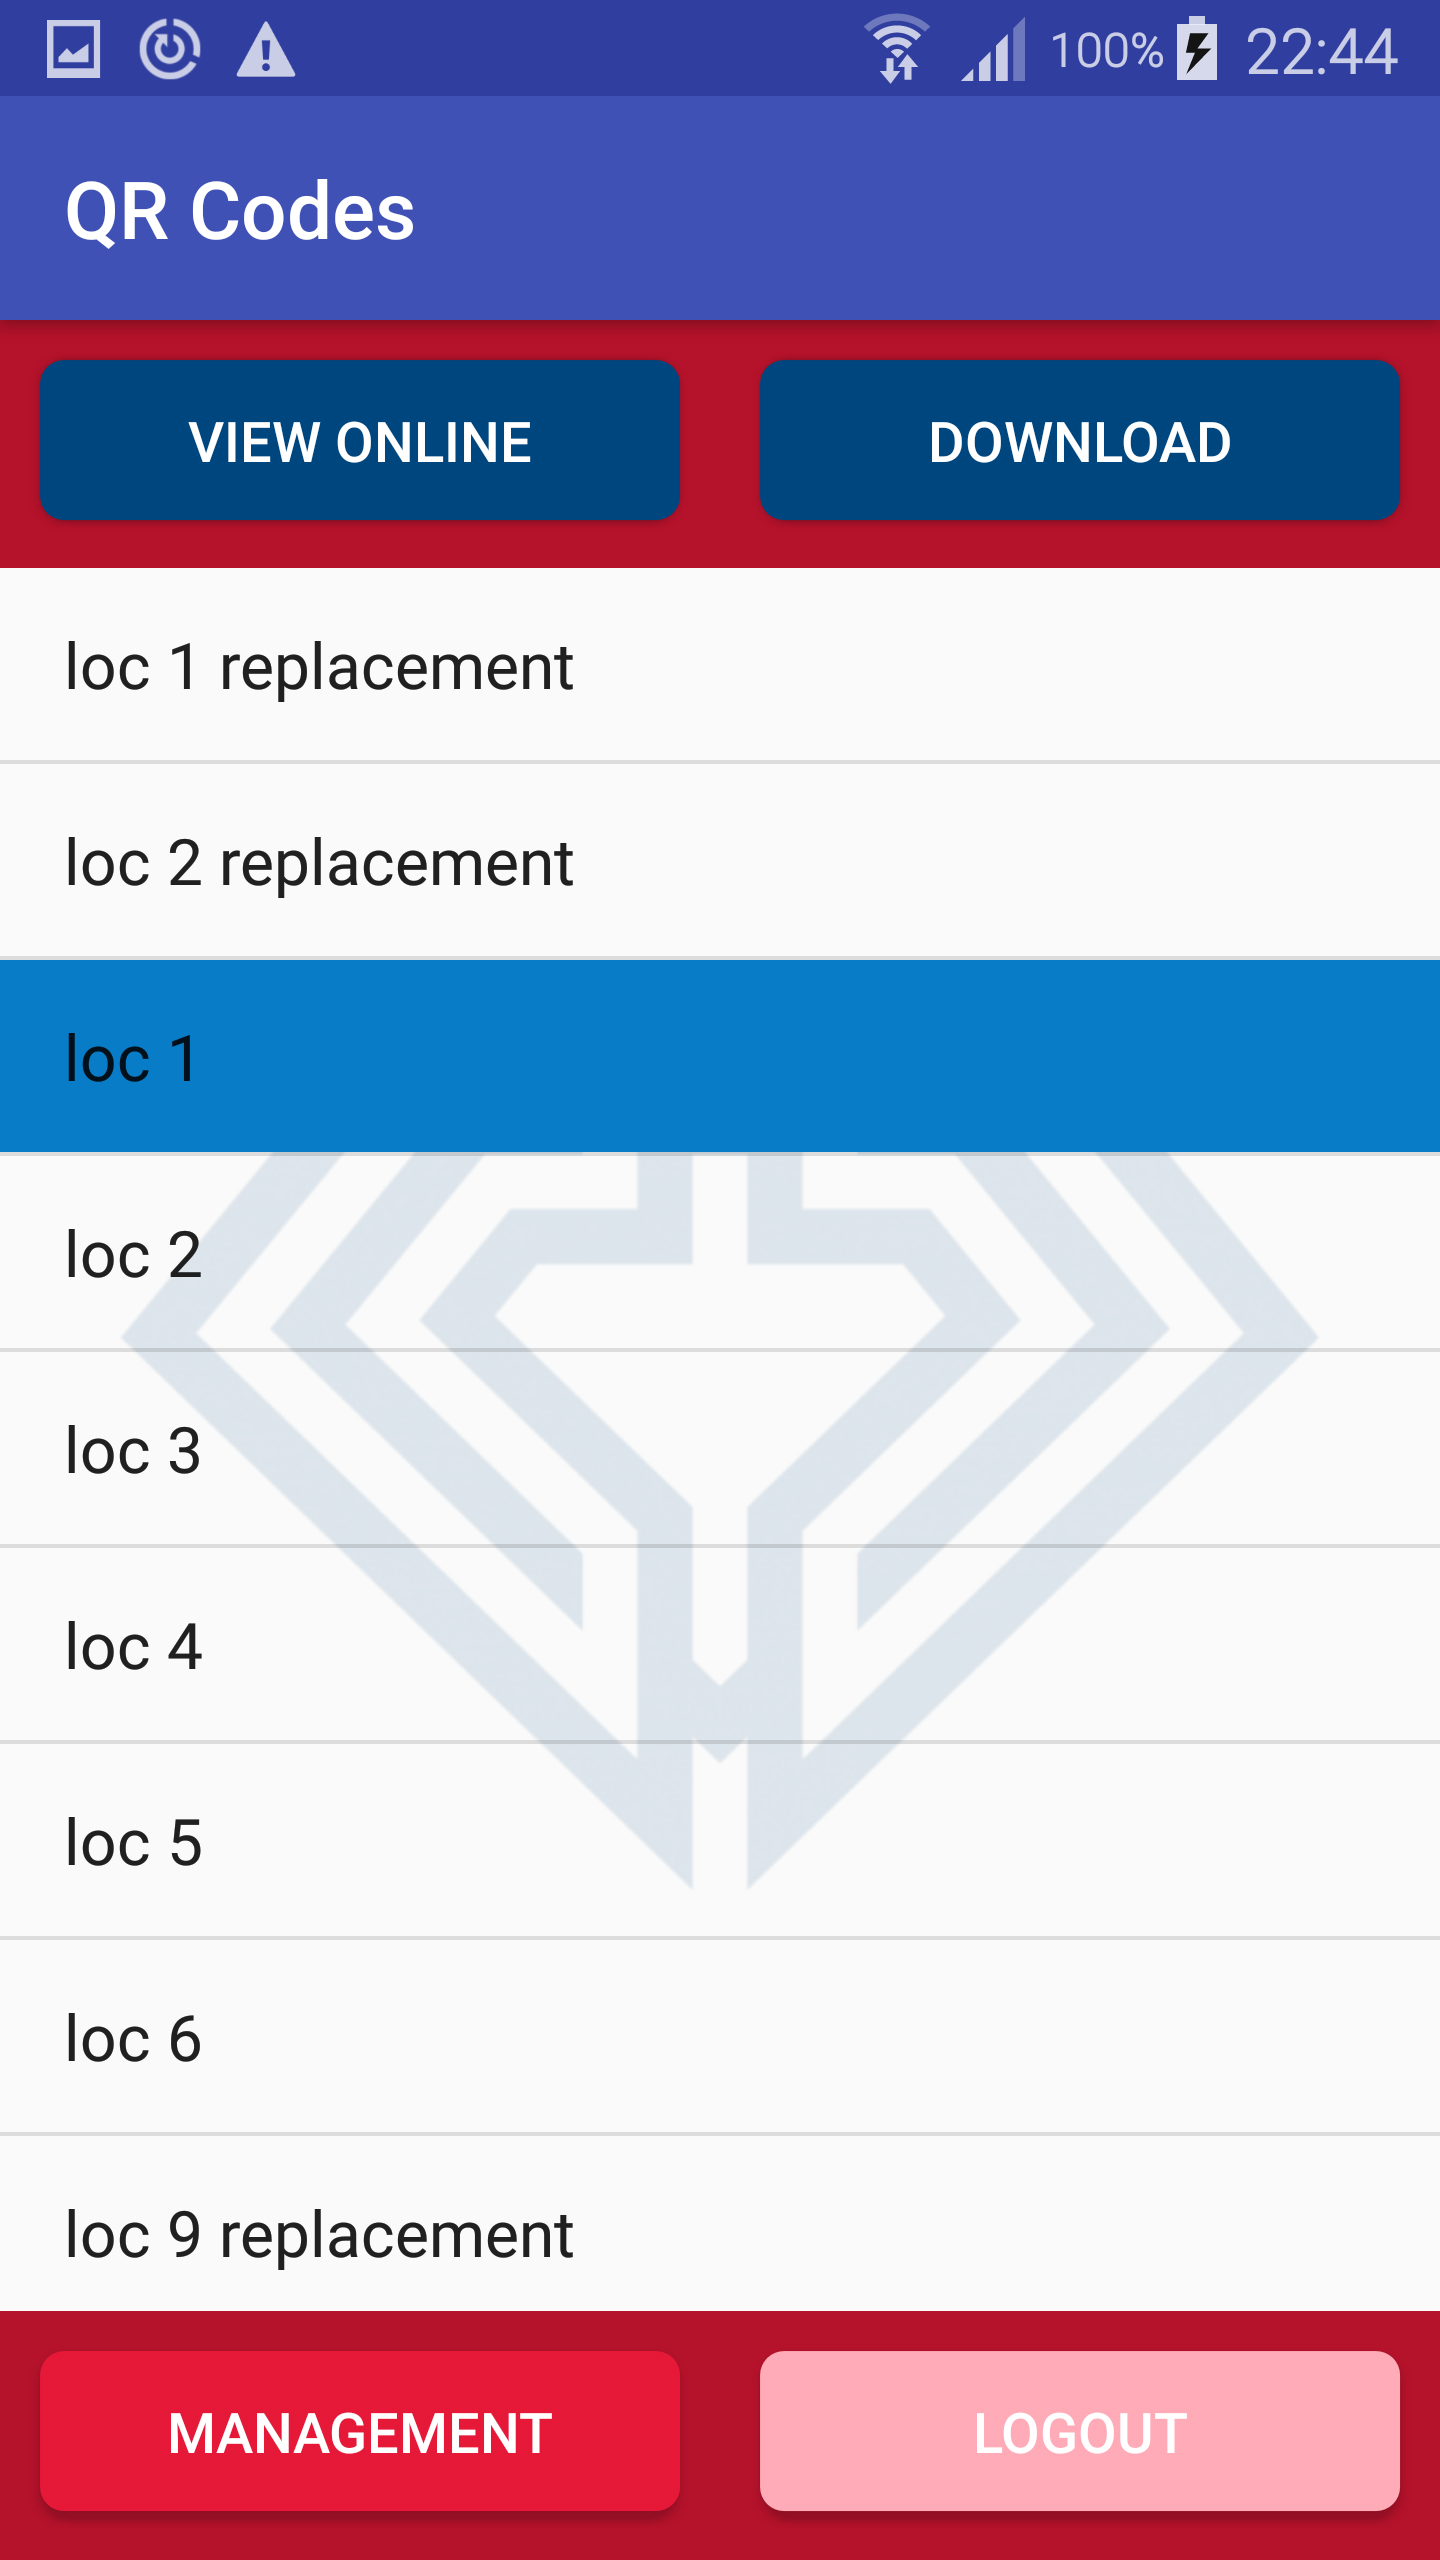 100% 22:44
QR Codes
VIEW ONLINE DOWNLOAD
loc 1 replacement
loc 2 replacement
loc 1
loc 2
loc 3
loc 4
loc 5
loc 6
loc 9 replacement
MANAGEMENT LOGOUT